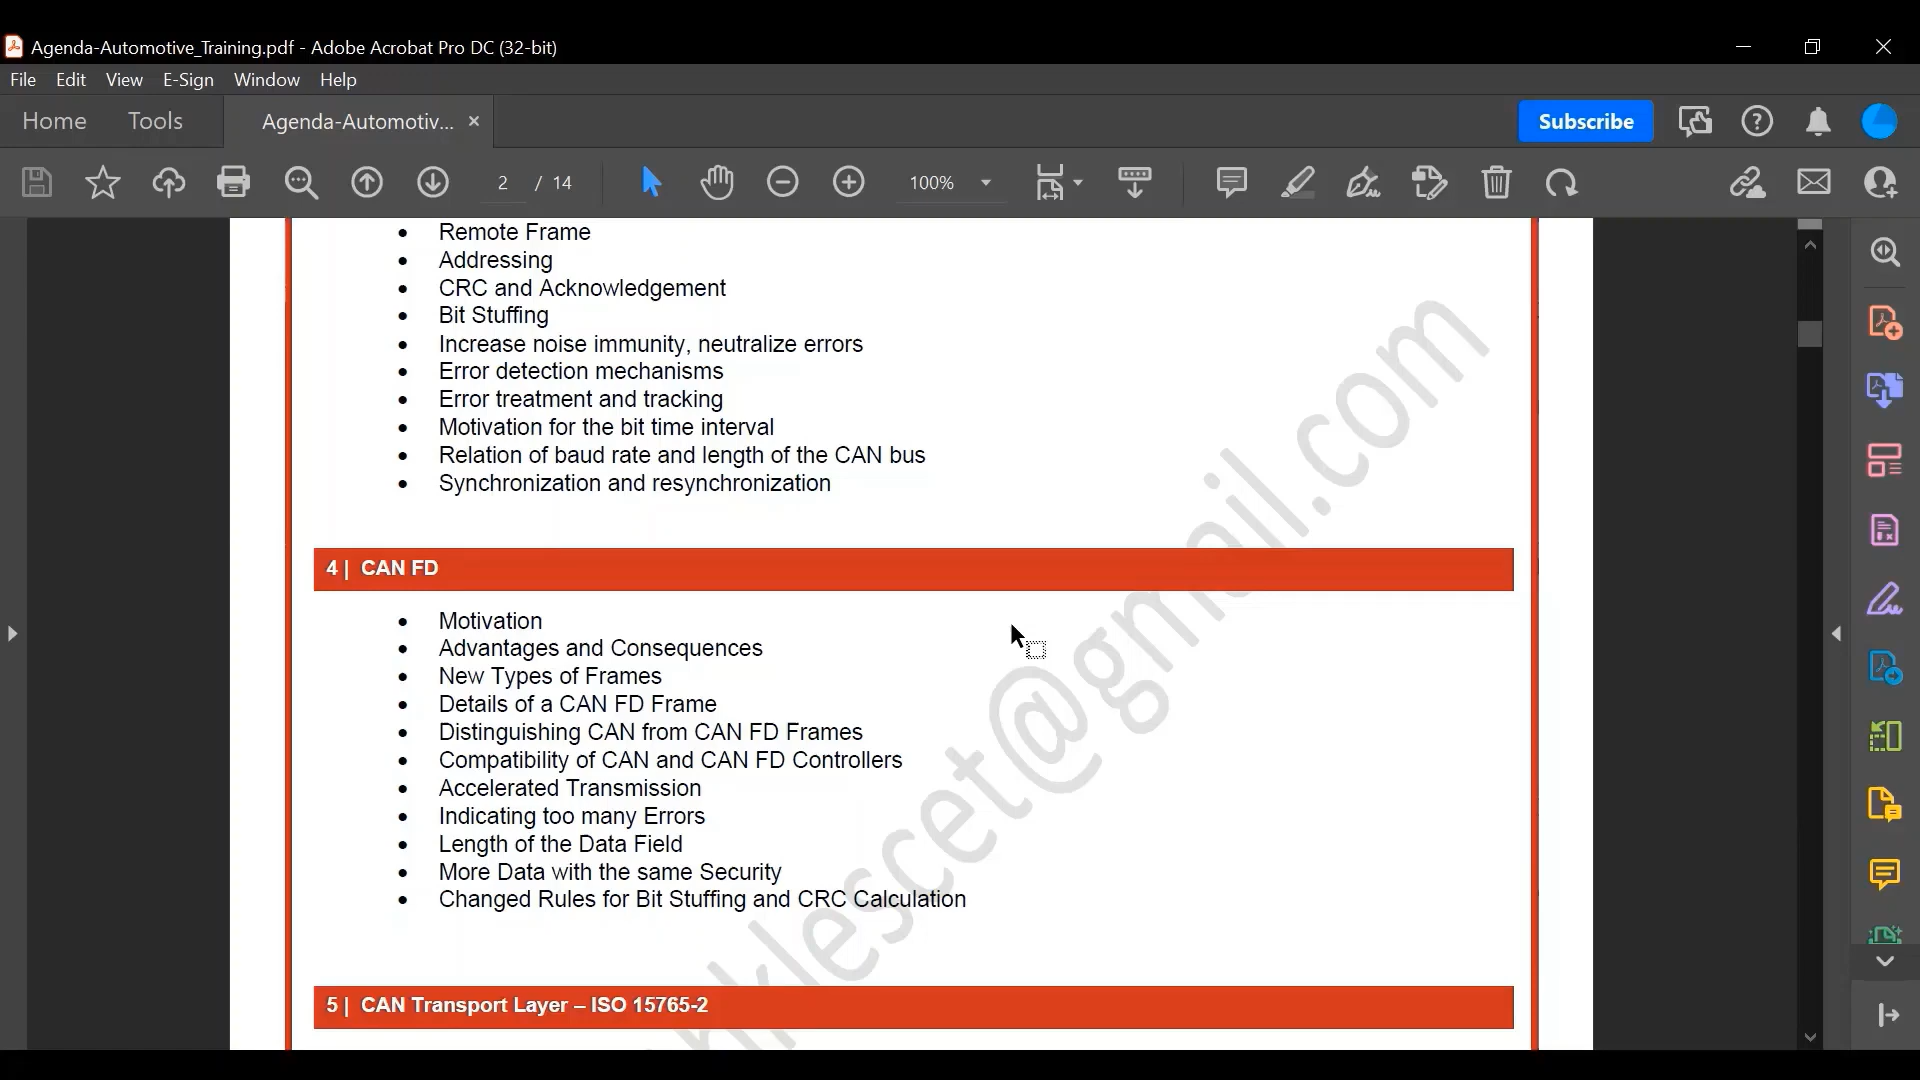 Agenda-Automotive_Training.pdf - Adobe Acrobat Pro DC (32-bit)
File Edit View E-Sign Window Help
Home Tools Agenda-Automotiv... × Subscribe
2 / 14 100%
• Remote Frame
• Addressing
• CRC and Acknowledgement
• Bit Stuffing
• Increase noise immunity, neutralize errors
• Error detection mechanisms
• Error treatment and tracking
• Motivation for the bit time interval
• Relation of baud rate and length of the CAN bus
• Synchronization and resynchronization
4 | CAN FD
• Motivation
• Advantages and Consequences
• New Types of Frames
• Details of a CAN FD Frame
• Distinguishing CAN from CAN FD Frames
• Compatibility of CAN and CAN FD Controllers
• Accelerated Transmission
• Indicating too many Errors
• Length of the Data Field
• More Data with the same Security
• Changed Rules for Bit Stuffing and CRC Calculation
5 | CAN Transport Layer – ISO 15765-2
klescet@gmail.com